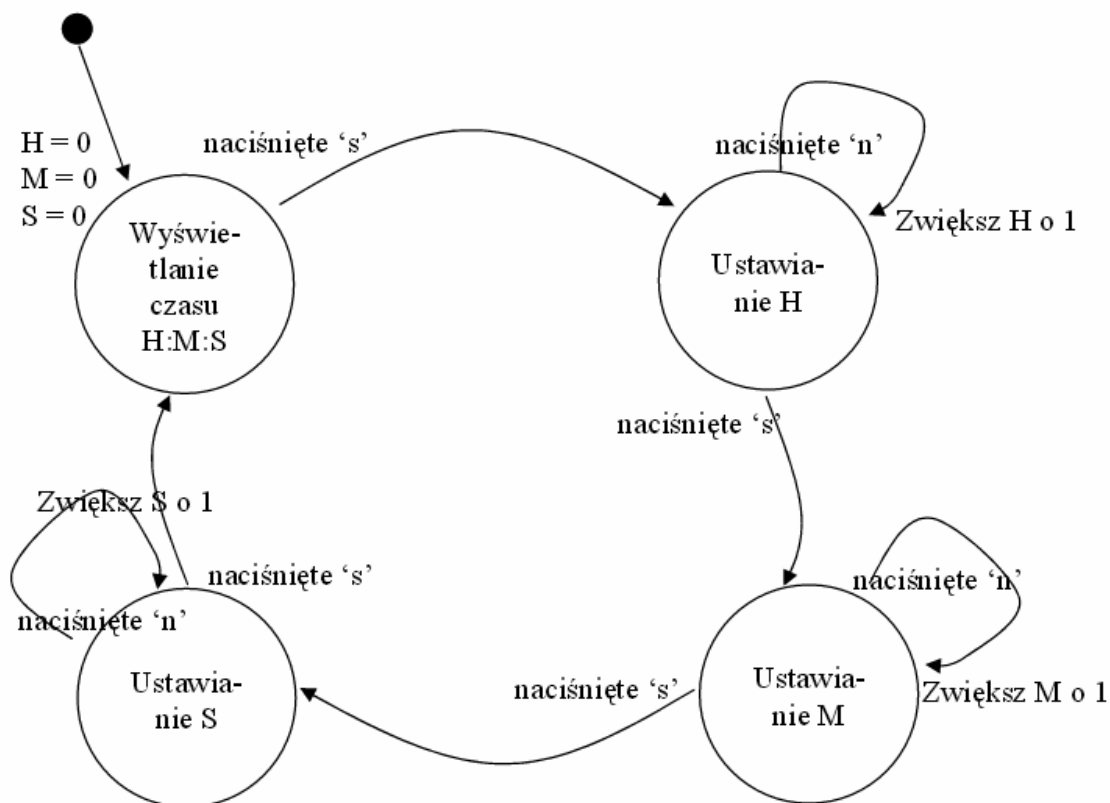 H = 0
M = 0
S = 0
naciśnięte ‘s’
naciśnięte ‘n’
Zwiększ H o 1
Wyświe-
tlanie
czasu
H:M:S
Ustawia-
nie H
naciśnięte ‘s’
Zwiększ S o 1
naciśnięte ‘s’
naciśnięte ‘n’
naciśnięte ‘n’
Ustawia-
nie S
naciśnięte ‘s’
Ustawia-
nie M
Zwiększ M o 1